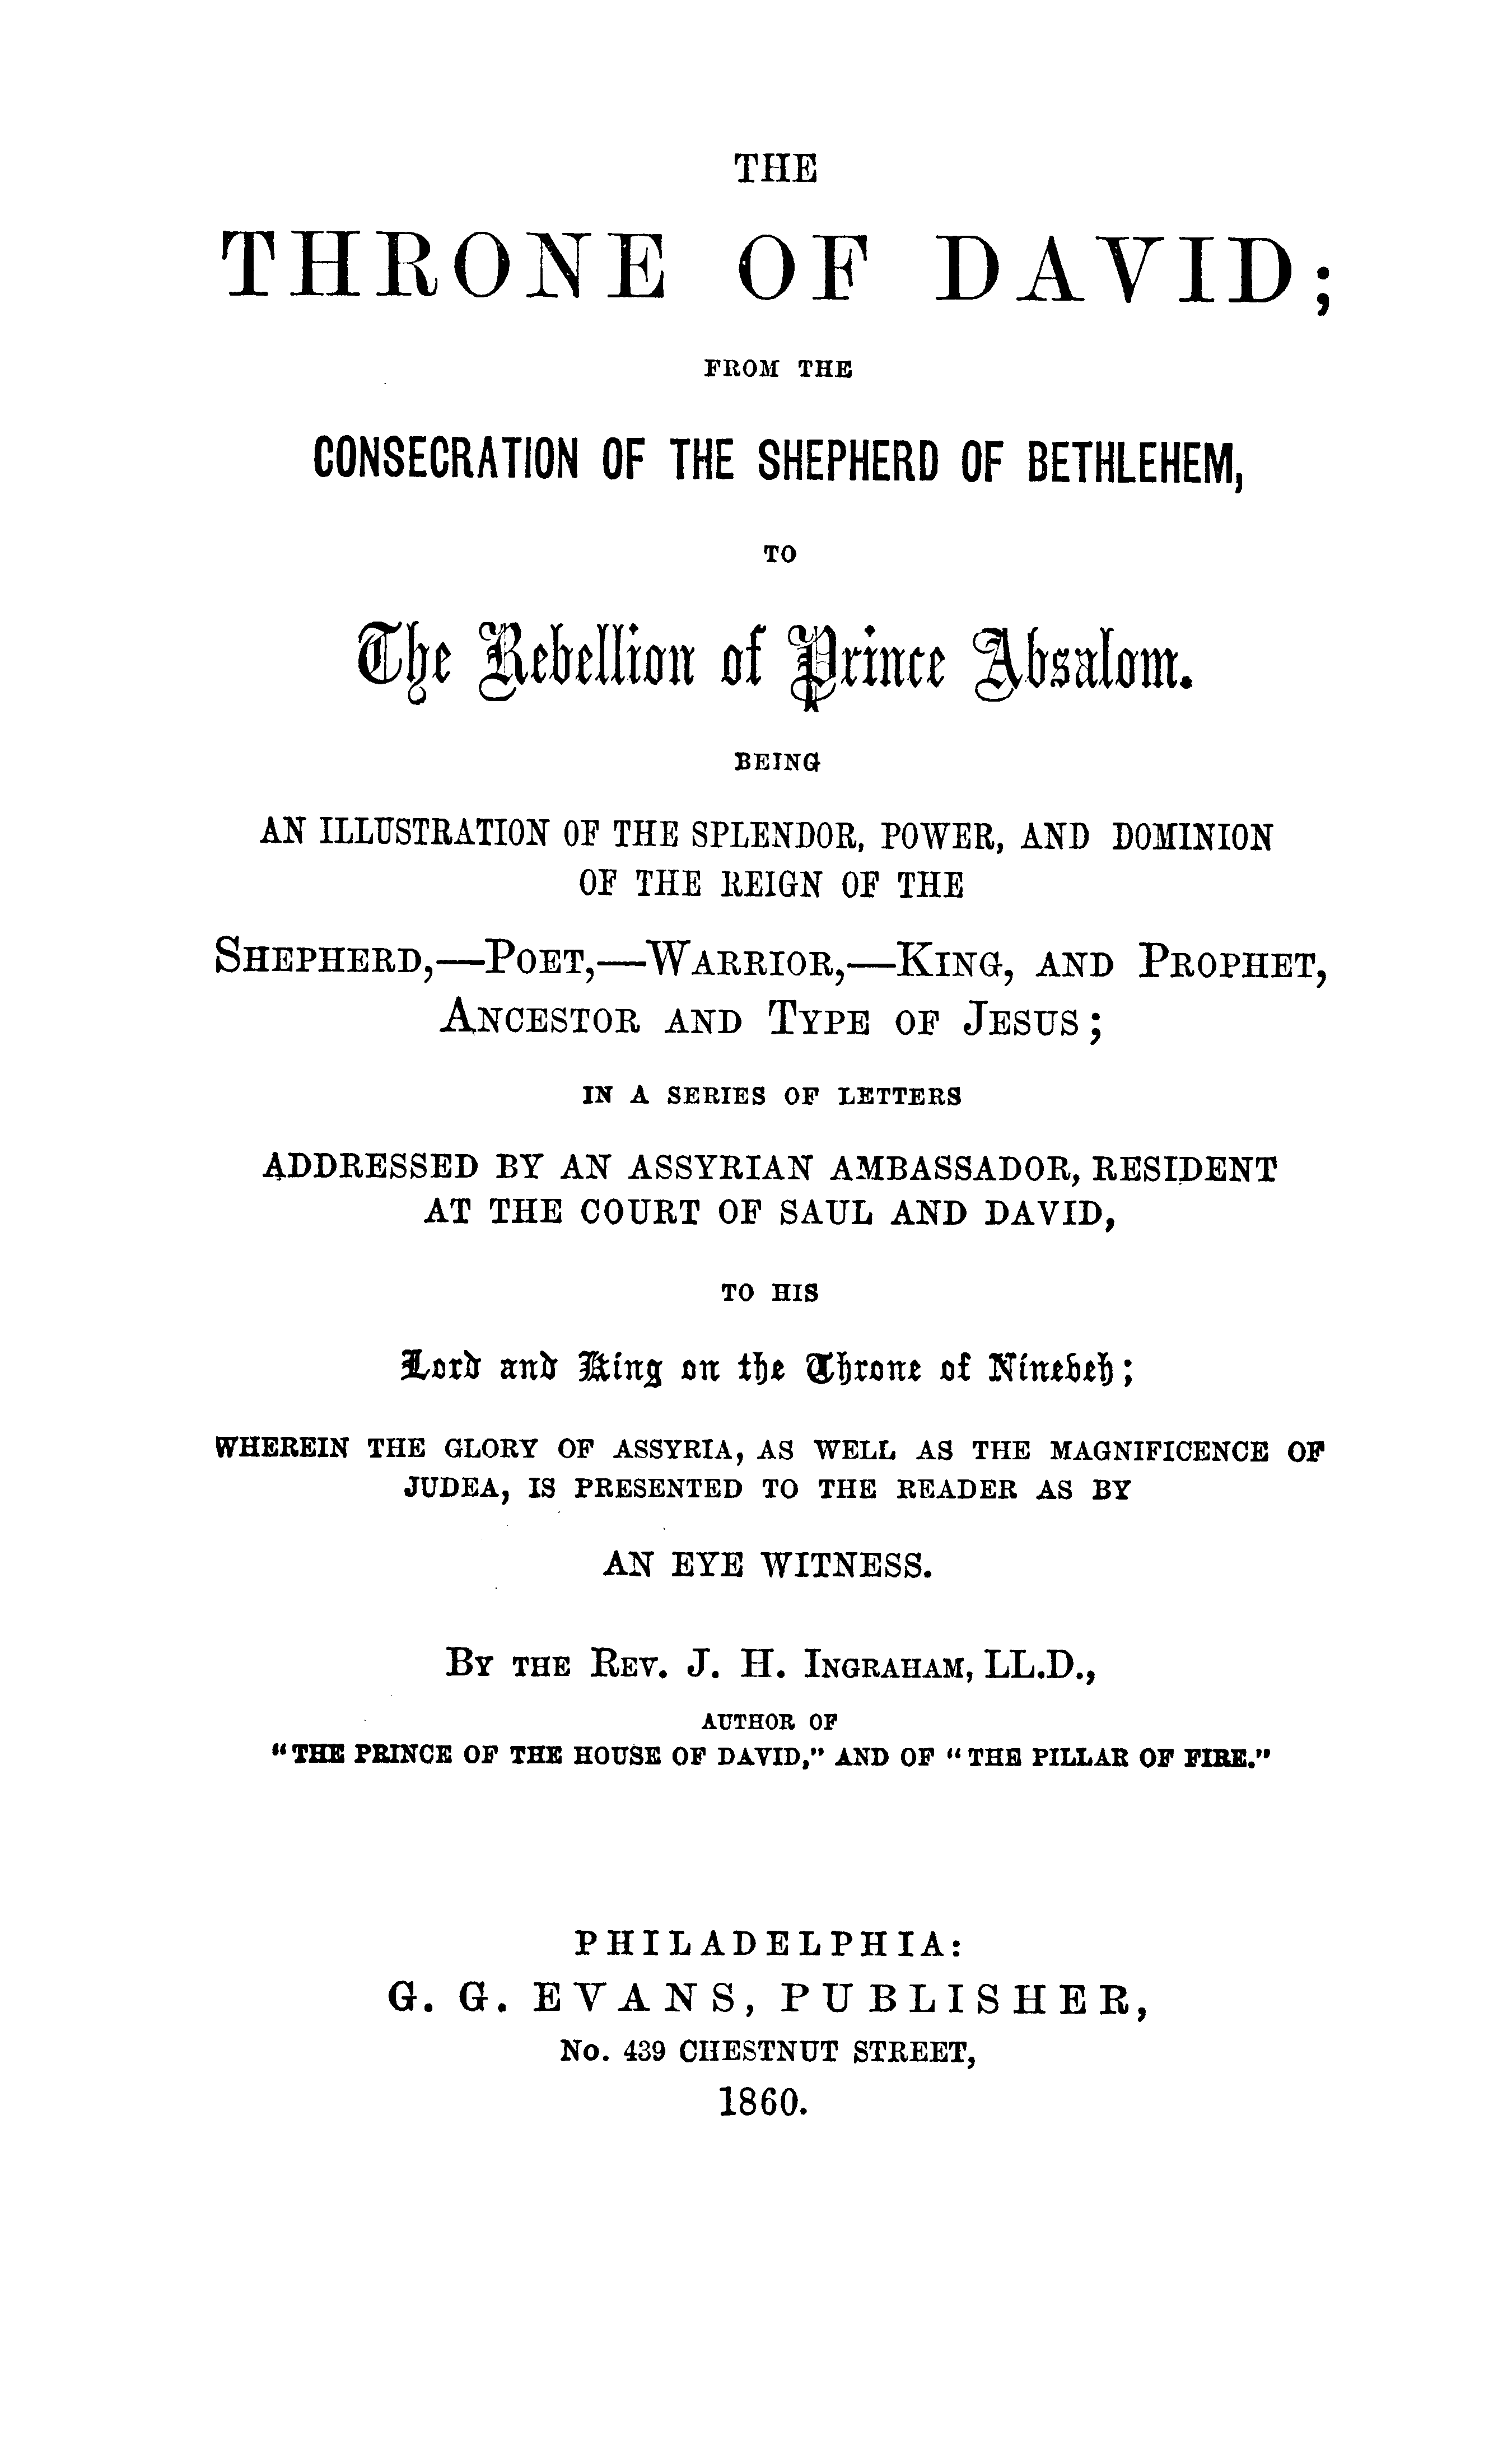 THE
THRONE OF DAVID;
FROM THE
CONSECRATION OF THE SHEPHERD OF BETHLEHEM,
TO
The Rebellion of Prince Absalom.
BEING
AN ILLUSTRATION OF THE SPLENDOR, POWER, AND DOMINION
OF THE REIGN OF THE
SHEPHERD,—POET,—WARRIOR,—KING, AND PROPHET,
ANCESTOR AND TYPE OF JESUS;
IN A SERIES OF LETTERS
ADDRESSED BY AN ASSYRIAN AMBASSADOR, RESIDENT
AT THE COURT OF SAUL AND DAVID,
TO HIS
Lord and King on the Throne of Nineveh;
WHEREIN THE GLORY OF ASSYRIA, AS WELL AS THE MAGNIFICENCE OF
JUDEA, IS PRESENTED TO THE READER AS BY
AN EYE WITNESS.
BY THE REV. J. H. INGRAHAM, LL.D.,
AUTHOR OF
"THE PRINCE OF THE HOUSE OF DAVID," AND OF "THE PILLAR OF FIRE."
PHILADELPHIA:
G. G. EVANS, PUBLISHER,
No. 439 CHESTNUT STREET,
1860.